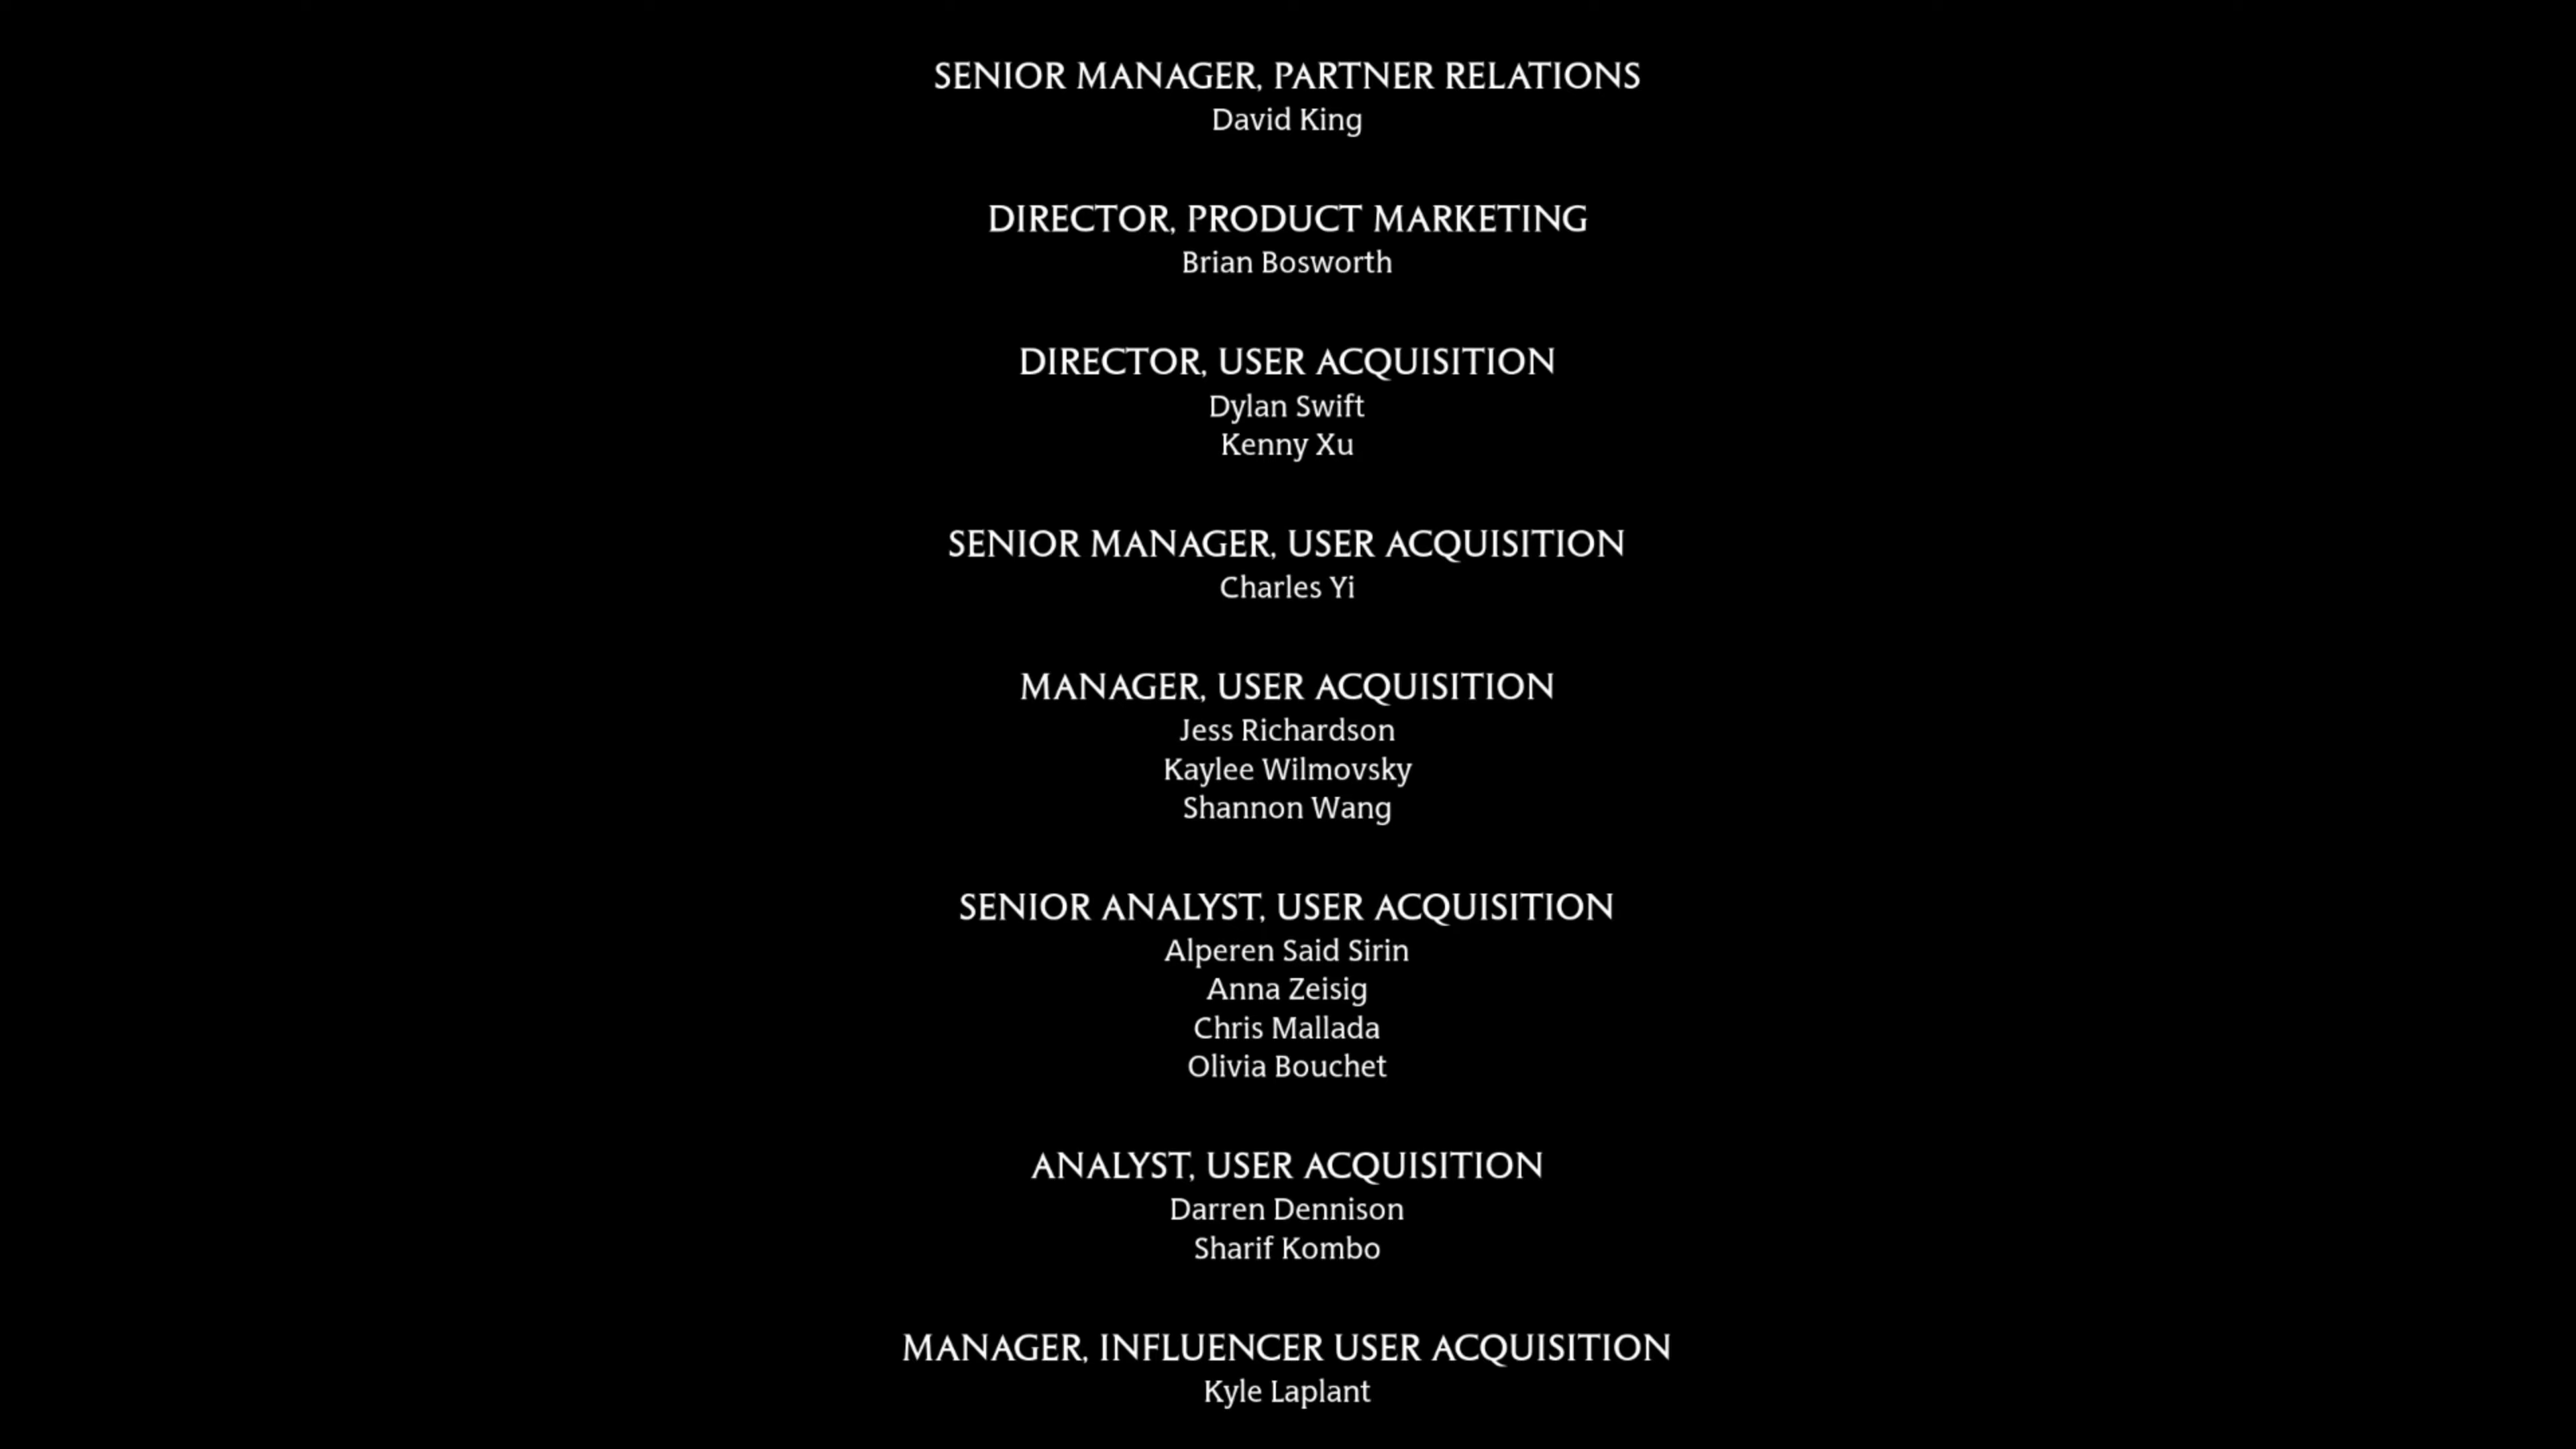 SENIOR MANAGER, PARTNER RELATIONS
David King
DIRECTOR, PRODUCT MARKETING
Brian Bosworth
DIRECTOR, USER ACQUISITION
Dylan Swift
Kenny Xu
SENIOR MANAGER, USER ACQUISITION
Charles Yi
MANAGER, USER ACQUISITION
Jess Richardson
Kaylee Wilmovsky
Shannon Wang
SENIOR ANALYST, USER ACQUISITION
Alperen Said Sirin
Anna Zeisig
Chris Mallada
Olivia Bouchet
ANALYST, USER ACQUISITION
Darren Dennison
Sharif Kombo
MANAGER, INFLUENCER USER ACQUISITION
Kyle Laplant